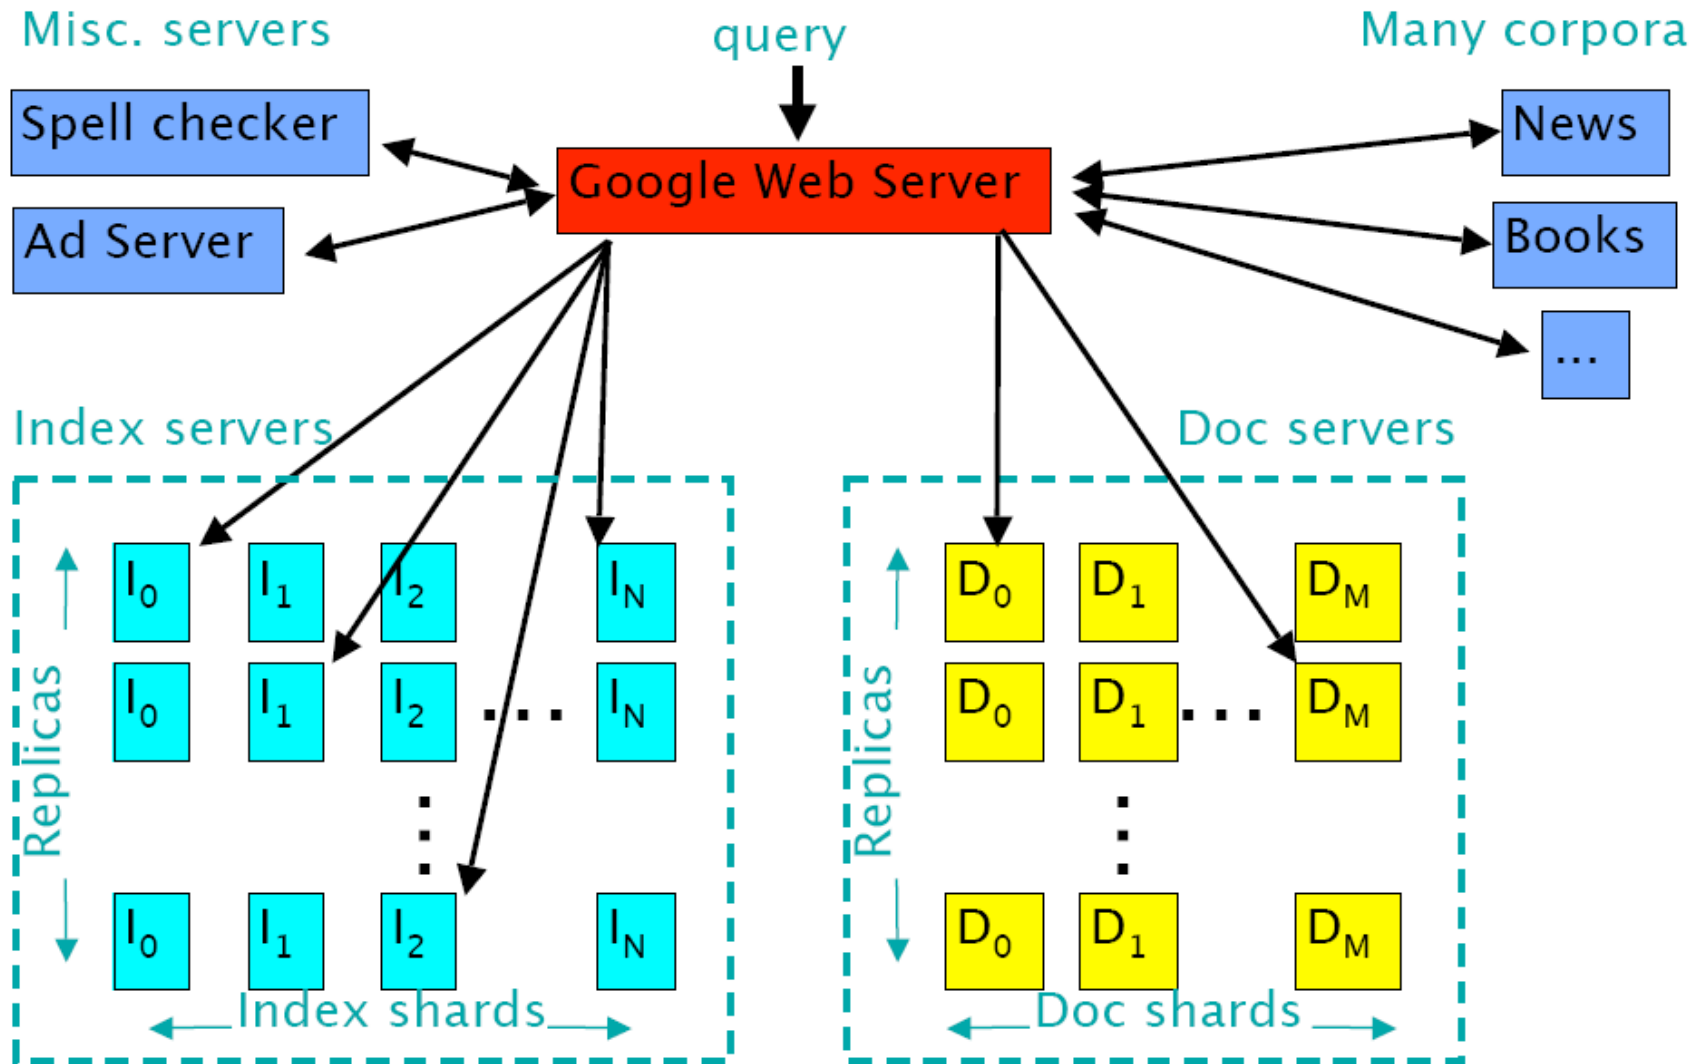 Misc. servers
query
Many corpora
Spell checker
Google Web Server
News
Ad Server
Books
...
Index servers
Doc servers
I0 I1 I2 IN
D0 D1 DM
Replicas
I0 I1 I2 ... IN
Replicas
D0 D1 ... DM
I0 I1 I2 IN
D0 D1 DM
Index shards
Doc shards